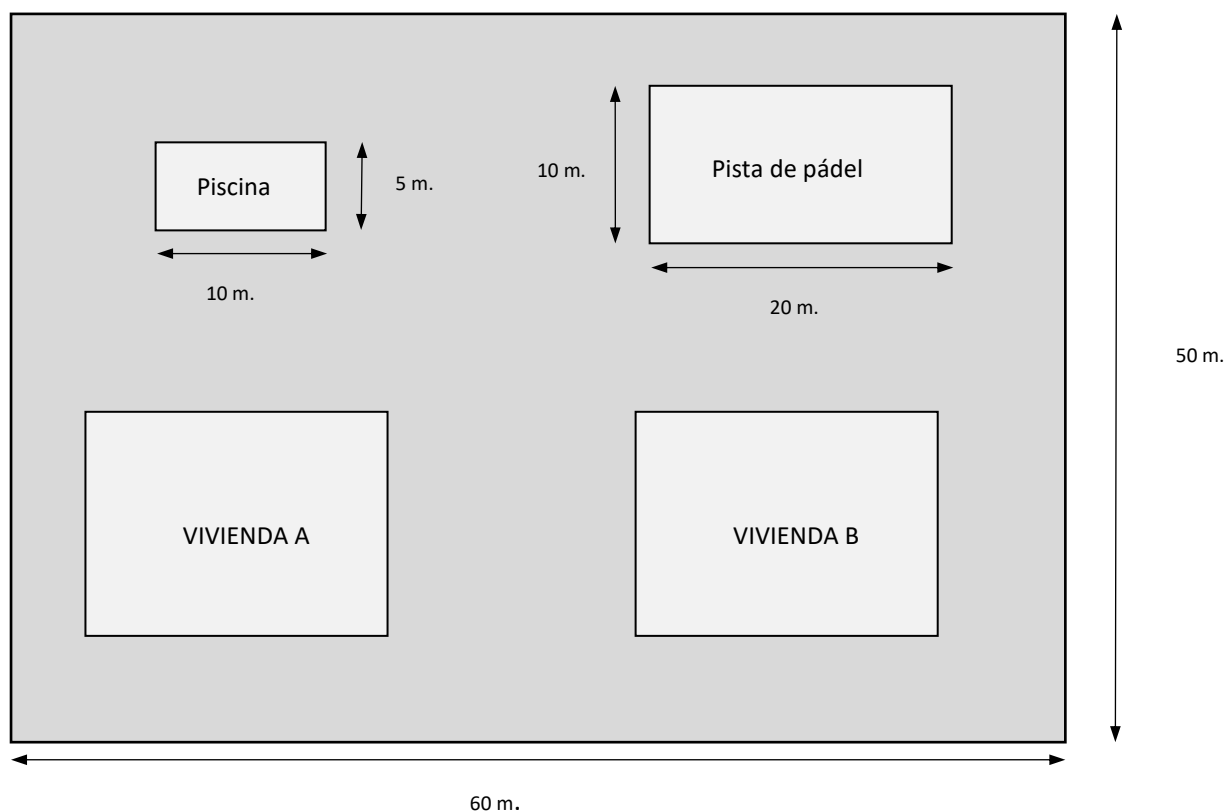 Piscina
5 m.
10 m.
10 m.
Pista de pádel
20 m.
50 m.
VIVIENDA A
VIVIENDA B
60 m.